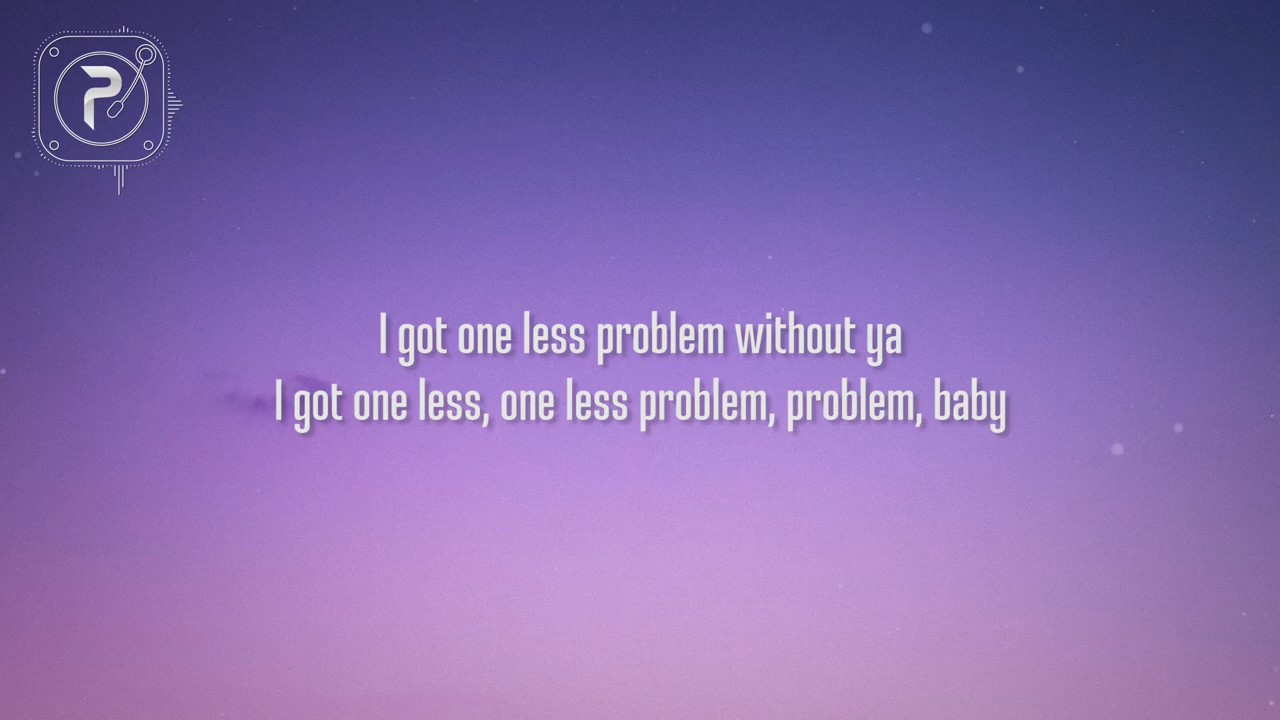 P
I got one less problem without ya
I got one less, one less problem, problem, baby